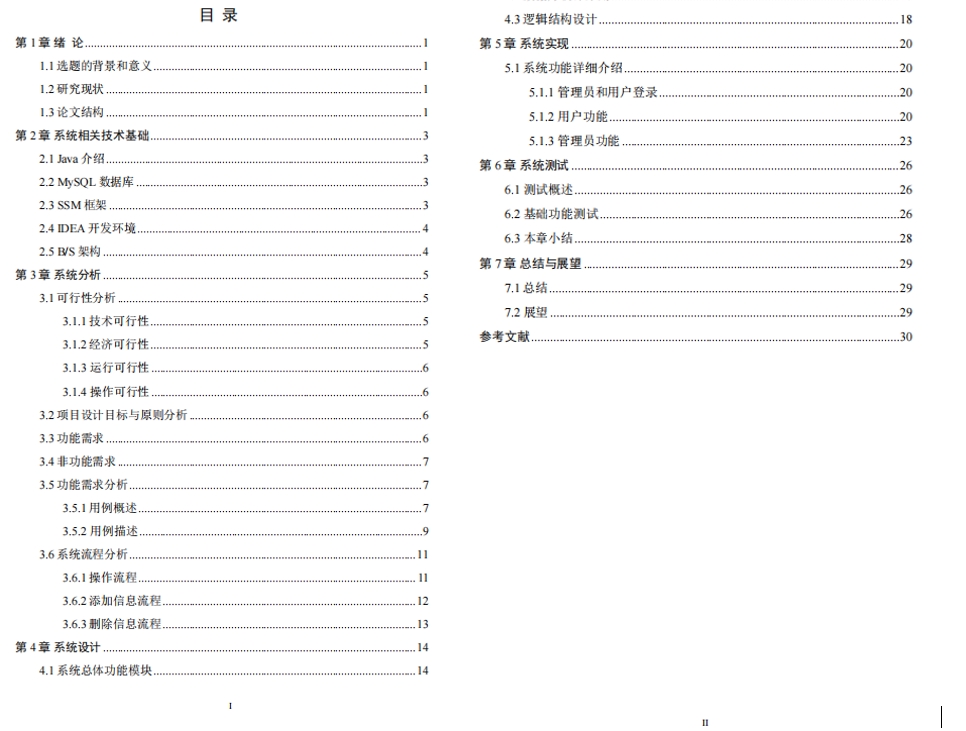 目 录
第 1 章 绪 论 1
1.1 选题的背景和意义 1
1.2 研究现状 1
1.3 论文结构 1
第 2 章 系统相关技术基础 3
2.1 Java 介绍 3
2.2 MySQL 数据库 3
2.3 SSM 框架 3
2.4 IDEA 开发环境 4
2.5 B/S 架构 4
第 3 章 系统分析 5
3.1 可行性分析 5
3.1.1 技术可行性 5
3.1.2 经济可行性 5
3.1.3 运行可行性 6
3.1.4 操作可行性 6
3.2 项目设计目标与原则分析 6
3.3 功能需求 6
3.4 非功能需求 7
3.5 功能需求分析 7
3.5.1 用例概述 7
3.5.2 用例描述 9
3.6 系统流程分析 11
3.6.1 操作流程 11
3.6.2 添加信息流程 12
3.6.3 删除信息流程 13
第 4 章 系统设计 14
4.1 系统总体功能模块 14
I
4.3 逻辑结构设计 18
第 5 章 系统实现 20
5.1 系统功能详细介绍 20
5.1.1 管理员和用户登录 20
5.1.2 用户功能 20
5.1.3 管理员功能 23
第 6 章 系统测试 26
6.1 测试概述 26
6.2 基础功能测试 26
6.3 本章小结 28
第 7 章 总结与展望 29
7.1 总结 29
7.2 展望 29
参考文献 30
II